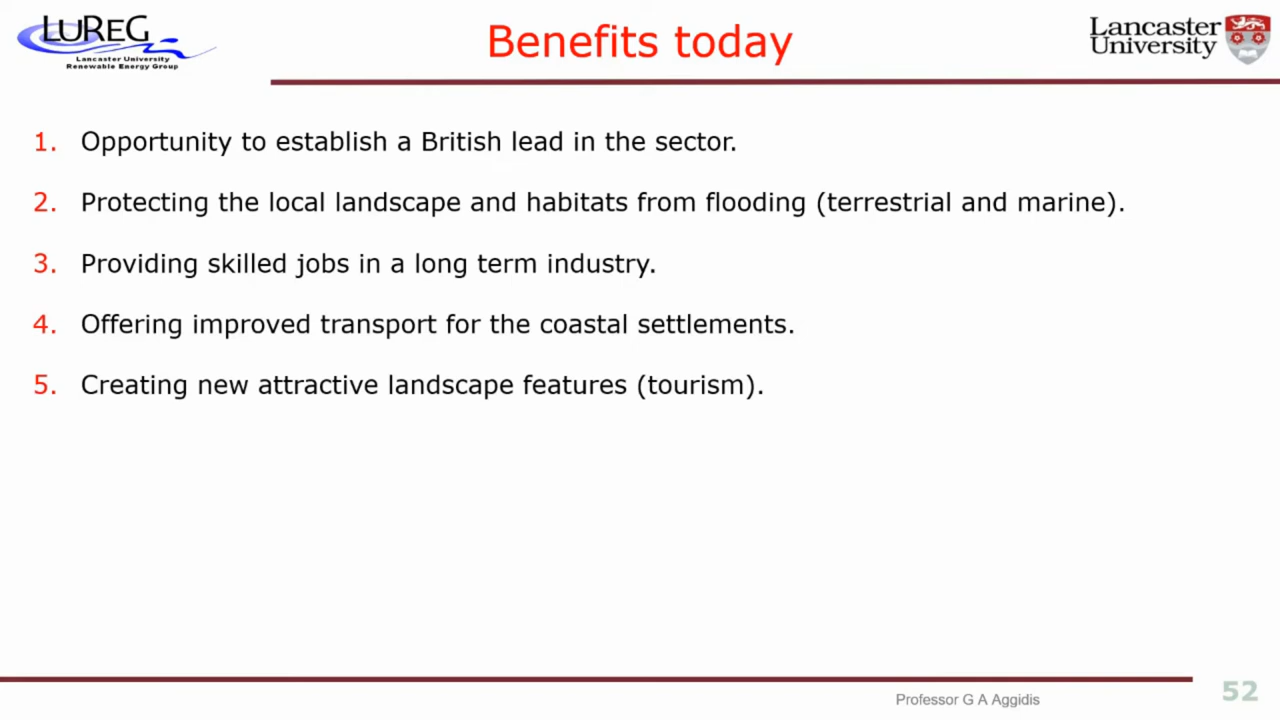 LUREG
Lancaster University
Renewable Energy Group
Benefits today
Lancaster
University
1. Opportunity to establish a British lead in the sector.
2. Protecting the local landscape and habitats from flooding (terrestrial and marine).
3. Providing skilled jobs in a long term industry.
4. Offering improved transport for the coastal settlements.
5. Creating new attractive landscape features (tourism).
Professor G A Aggidis
52